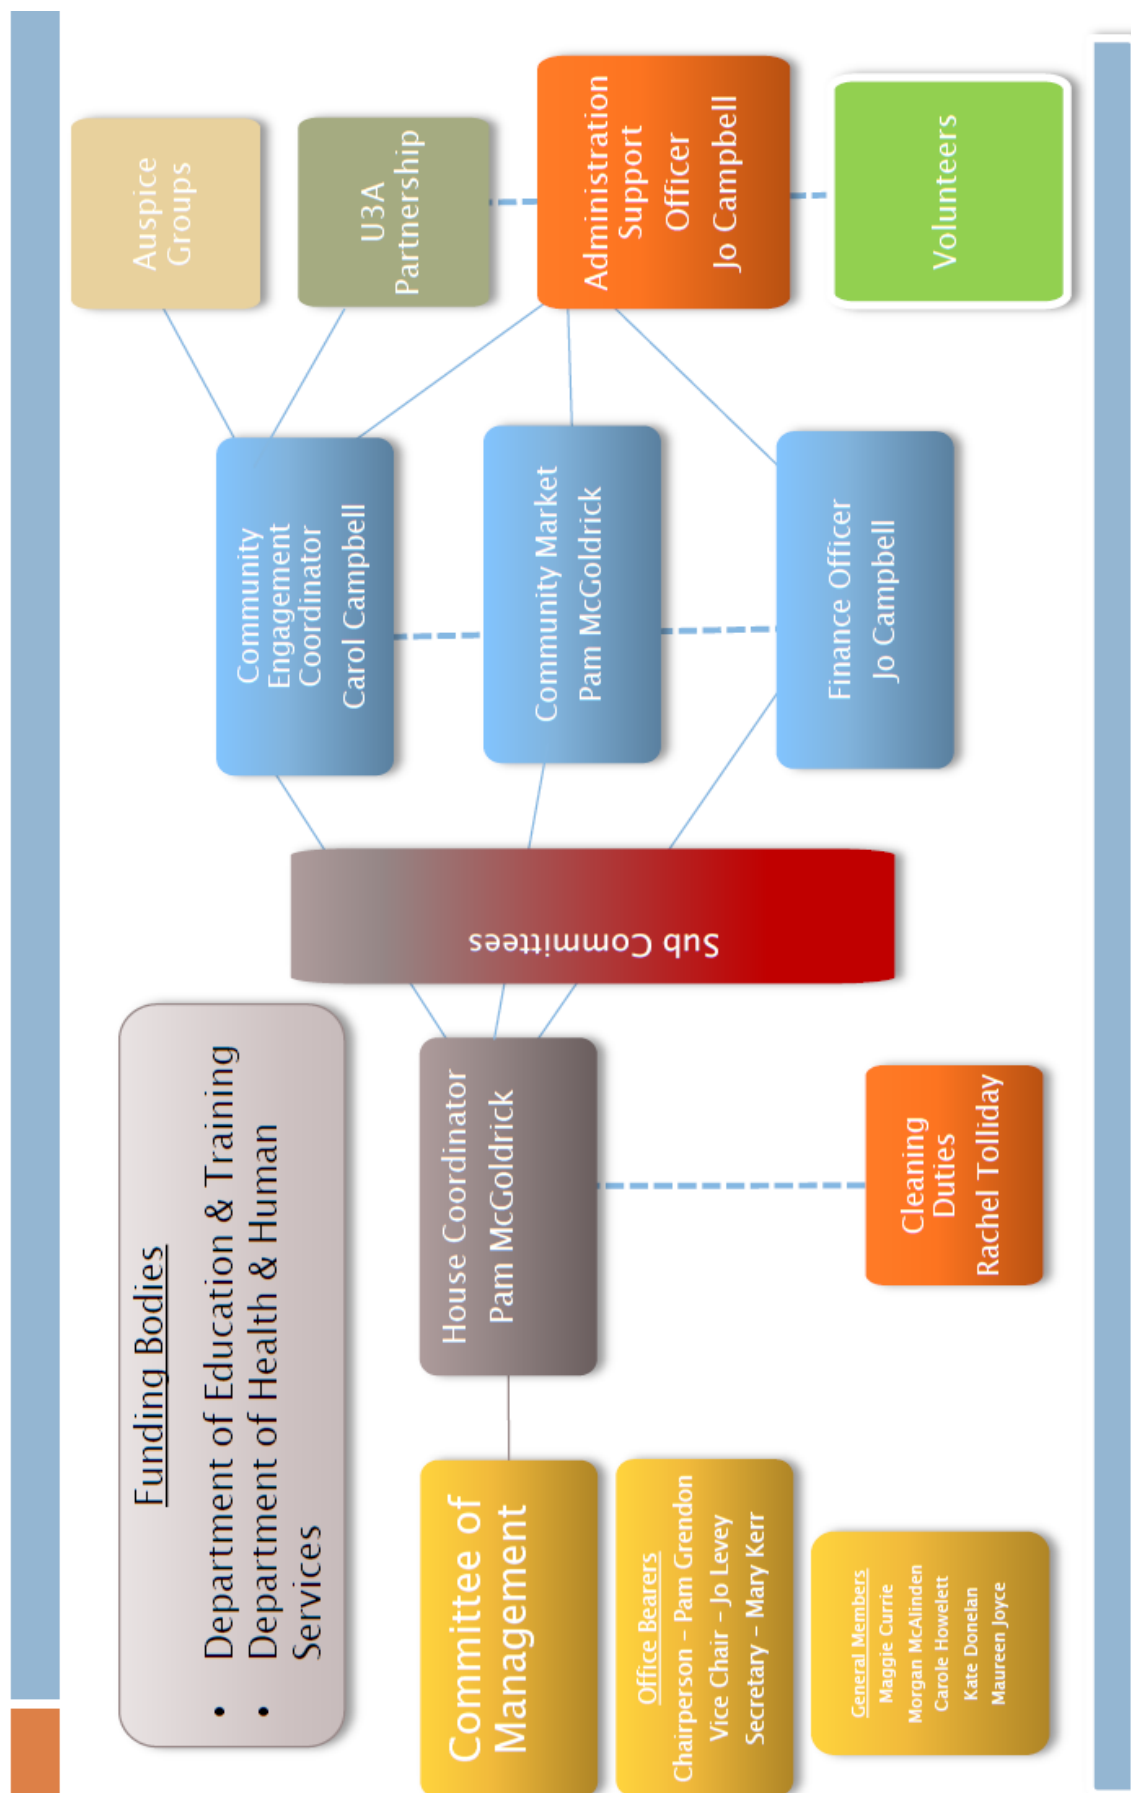 Funding Bodies
• Department of Education & Training
• Department of Health & Human
Services
Committee of
Management
Office Bearers
Chairperson – Pam Grendon
Vice Chair – Jo Levey
Secretary – Mary Kerr
General Members
Maggie Currie
Morgan McAlinden
Carole Howelett
Kate Donelan
Maureen Joyce
House Coordinator
Pam McGoldrick
Cleaning
Duties
Rachel Tolliday
Sub Committees
Community
Engagement
Coordinator
Carol Campbell
Community Market
Pam McGoldrick
Finance Officer
Jo Campbell
Auspice
Groups
U3A
Partnership
Administration
Support
Officer
Jo Campbell
Volunteers